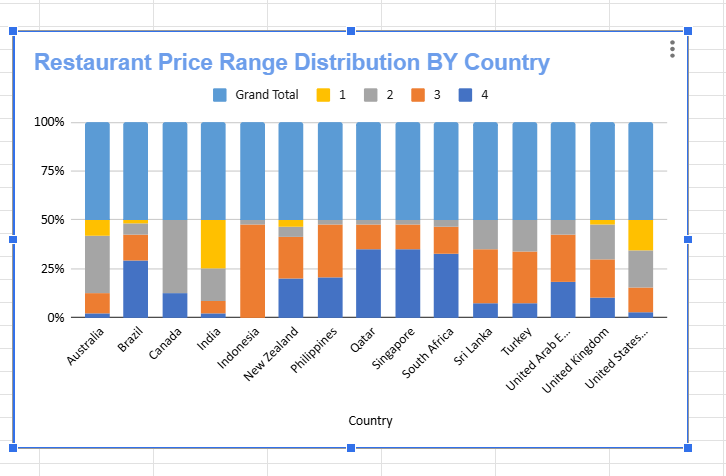 Restaurant Price Range Distribution BY Country
Grand Total 1 2 3 4
100%
75%
50%
25%
0%
Australia
Brazil
Canada
India
Indonesia
New Zealand
Philippines
Qatar
Singapore
South Africa
Sri Lanka
Turkey
United Arab E...
United Kingdom
United States...
Country